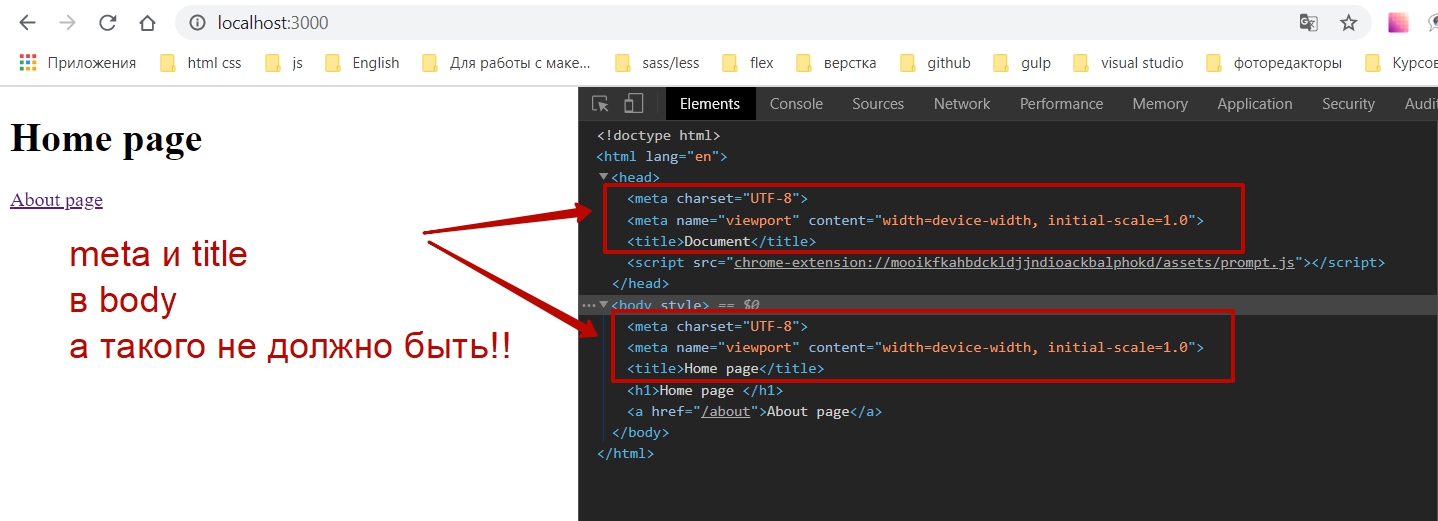 localhost:3000
Приложения html css js English Для работы с маке... sass/less flex верстка github gulp visual studio фоторедакторы Курсов
Home page
About page
meta и title
в body
а такого не должно быть!!
Elements Console Sources Network Performance Memory Application Security Audit
<!doctype html>
<html lang="en">
<head>
<meta charset="UTF-8">
<meta name="viewport" content="width=device-width, initial-scale=1.0">
<title>Document</title>
<script src="chrome-extension://mooikfkahbdckldjjndioackbalphokd/assets/prompt.js"></script>
</head>
<body style> == $0
<meta charset="UTF-8">
<meta name="viewport" content="width=device-width, initial-scale=1.0">
<title>Home page</title>
<h1>Home page </h1>
<a href="/about">About page</a>
</body>
</html>